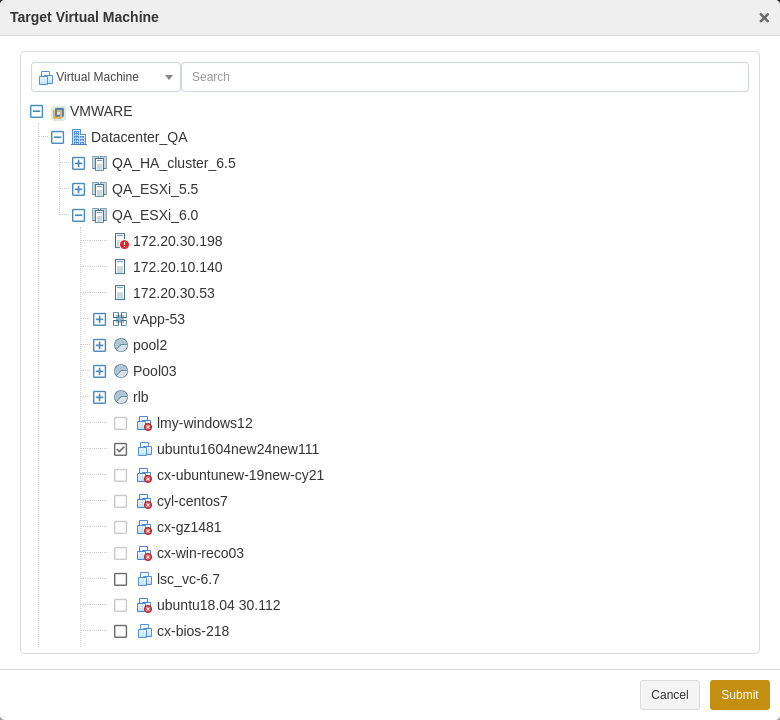 Target Virtual Machine
Virtual Machine
Search
VMWARE
Datacenter_QA
QA_HA_cluster_6.5
QA_ESXi_5.5
QA_ESXi_6.0
172.20.30.198
172.20.10.140
172.20.30.53
vApp-53
pool2
Pool03
rlb
lmy-windows12
ubuntu1604new24new111
cx-ubuntunew-19new-cy21
cyl-centos7
cx-gz1481
cx-win-reco03
lsc_vc-6.7
ubuntu18.04 30.112
cx-bios-218
Cancel
Submit